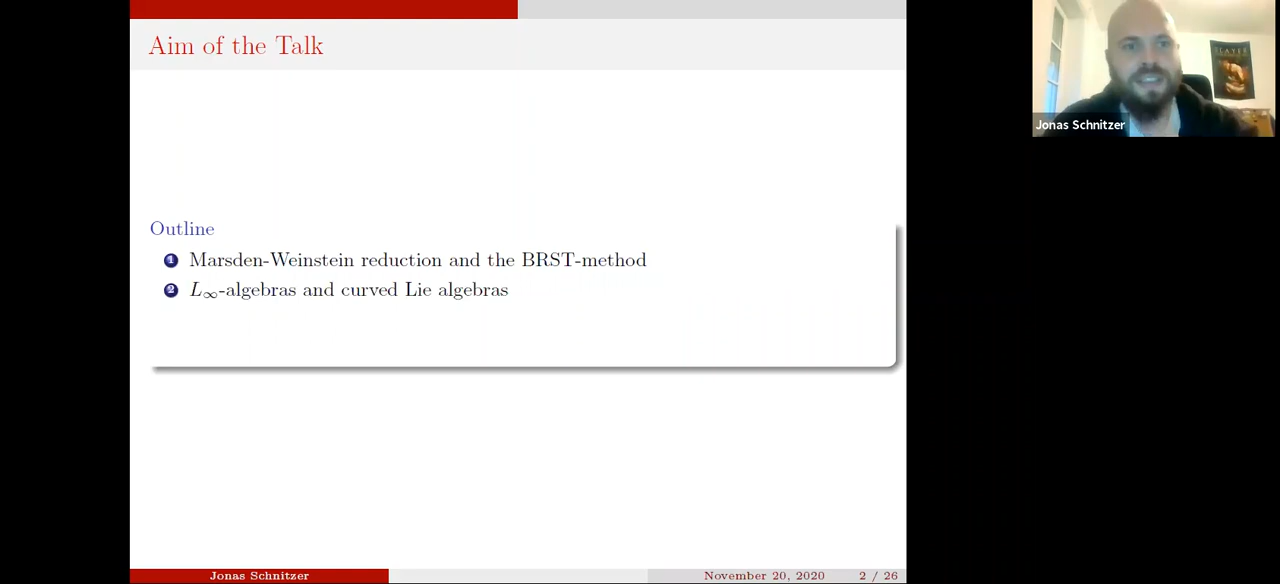 Aim of the Talk
Outline
1 Marsden-Weinstein reduction and the BRST-method
2 L∞-algebras and curved Lie algebras
Jonas Schnitzer
November 20, 2020 2 / 26
SLAYER
Jonas Schnitzer